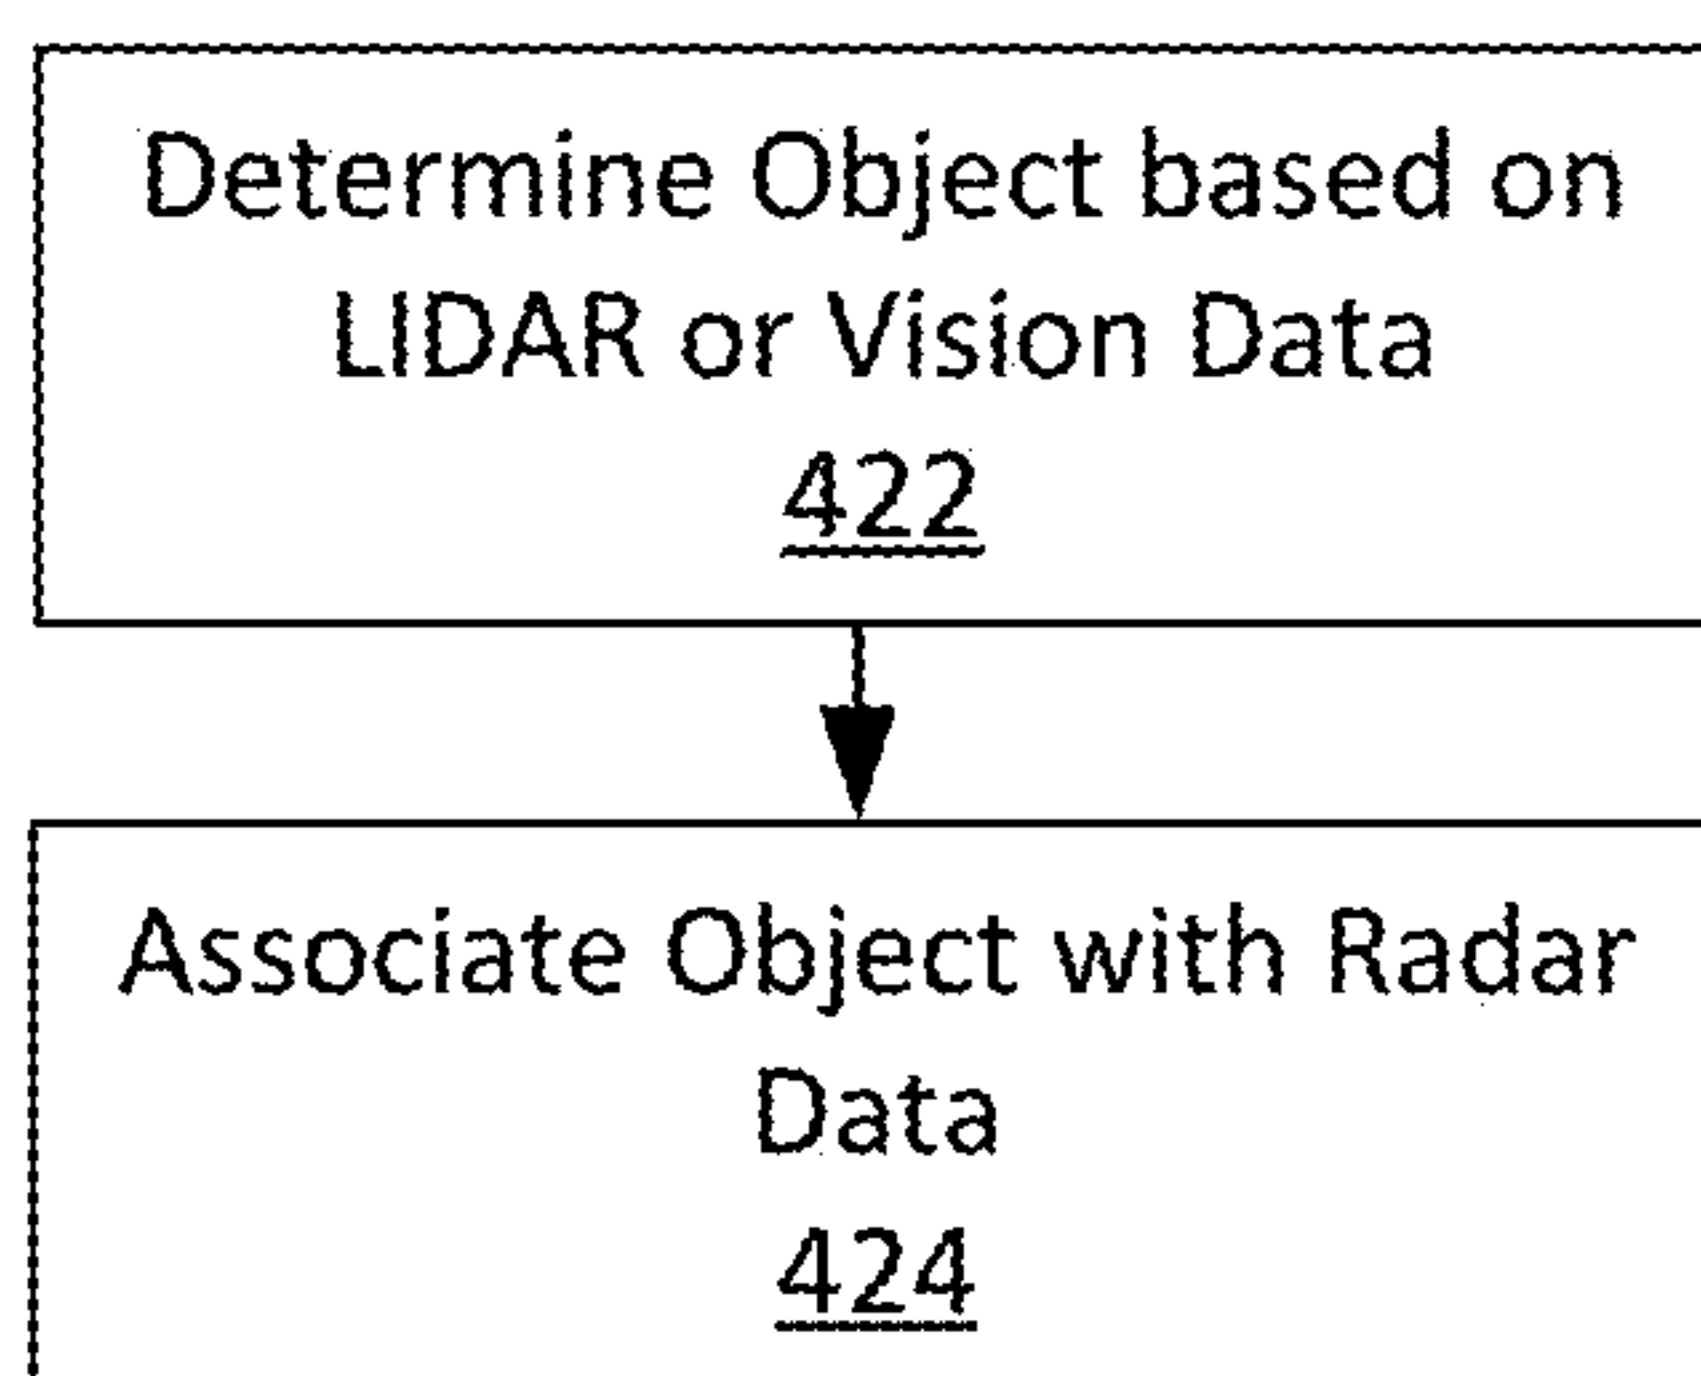 Determine Object based on
LIDAR or Vision Data
422
Associate Object with Radar
Data
424